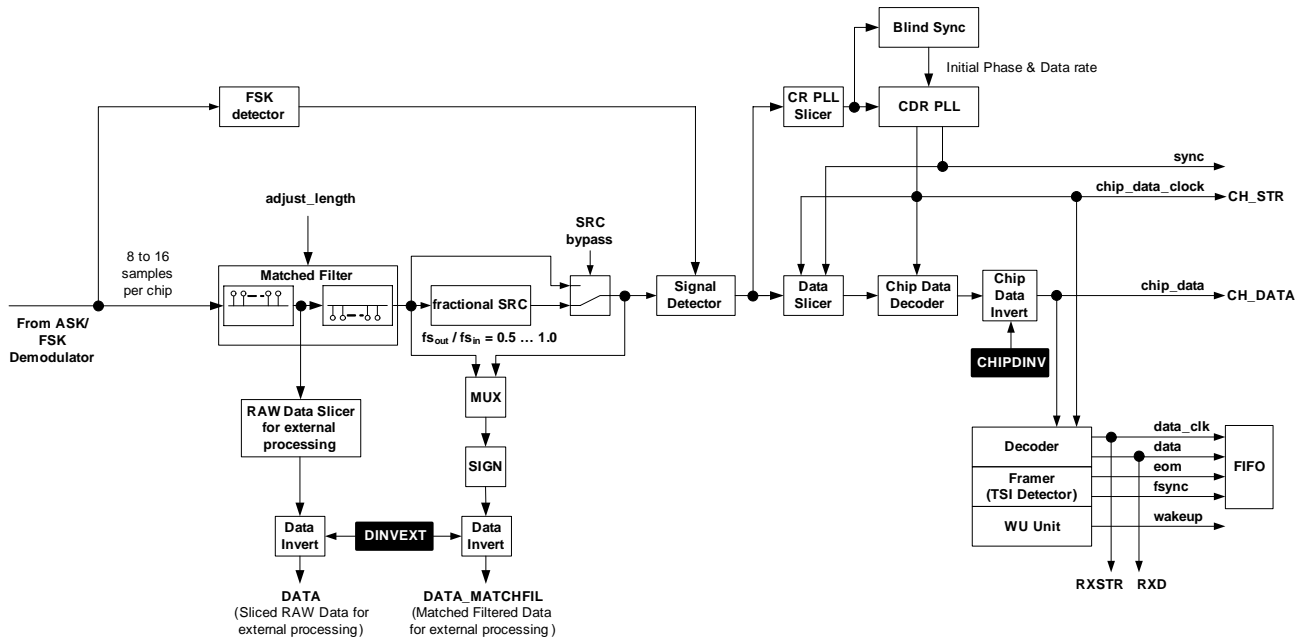 Blind Sync
Initial Phase & Data rate
FSK
detector
CR PLL
Slicer
CDR PLL
sync
adjust_length
chip_data_clock
CH_STR
SRC
bypass
8 to 16
samples
per chip
Matched Filter
fractional SRC
Signal
Detector
Data
Slicer
Chip Data
Decoder
Chip
Data
Invert
chip_data
CH_DATA
From ASK/
FSK
Demodulator
fsout / fsin = 0.5 … 1.0
CHIPDINV
MUX
RAW Data Slicer
for external
processing
SIGN
Decoder
Framer
(TSI Detector)
WU Unit
data_clk
data
eom
fsync
wakeup
FIFO
Data
Invert
DINVEXT
Data
Invert
RXSTR
RXD
DATA
(Sliced RAW Data for
external processing)
DATA_MATCHFIL
(Matched Filtered Data
for external processing)